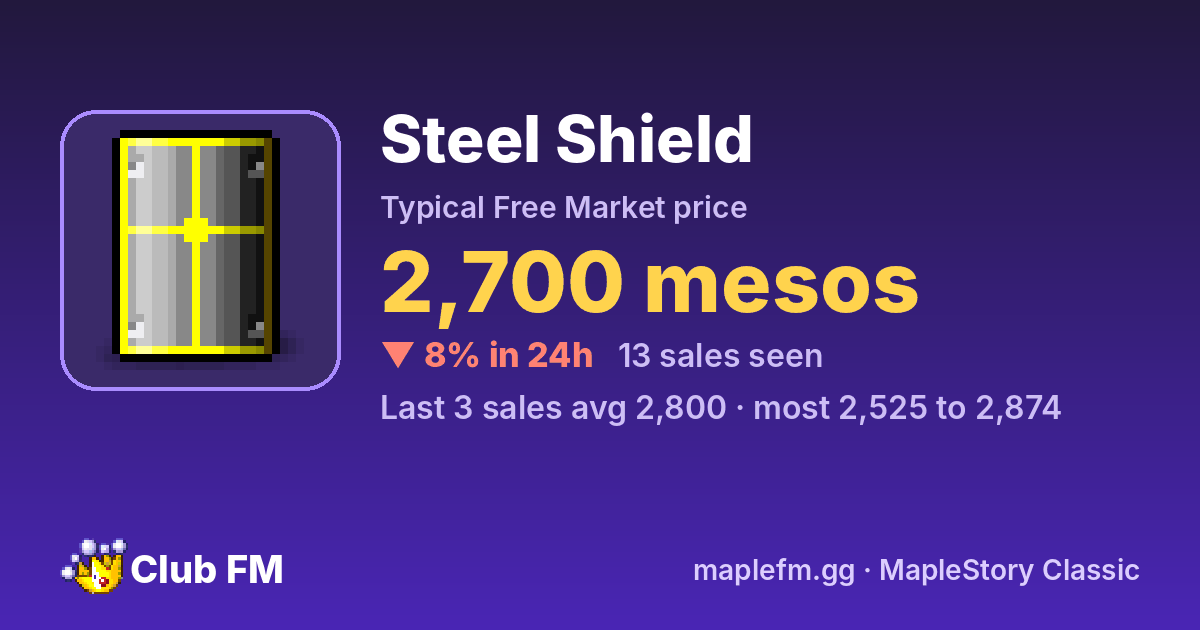 Steel Shield
Typical Free Market price
2,700 mesos
▼ 8% in 24h 13 sales seen
Last 3 sales avg 2,800 · most 2,525 to 2,874
Club FM
maplefm.gg · MapleStory Classic